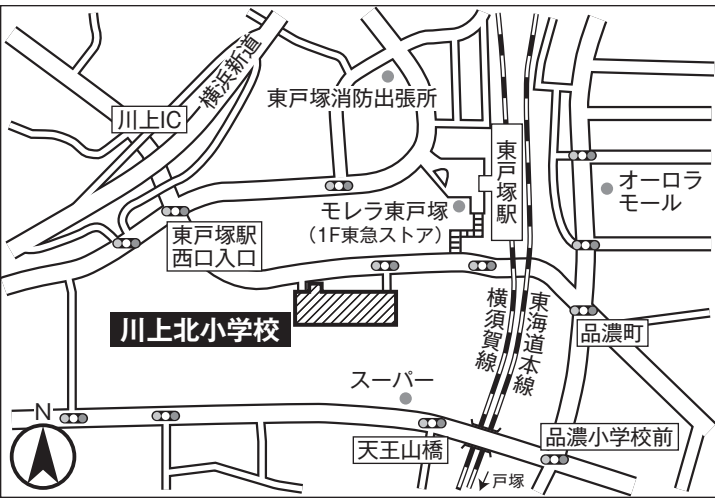 横浜新道
東戸塚消防出張所
川上IC
東戸塚駅
オーロラ
モール
モレラ東戸塚
（1F東急ストア）
東戸塚駅
西口入口
川上北小学校
横須賀線
東海道本線
品濃町
スーパー
N
天王山橋
品濃小学校前
戸塚